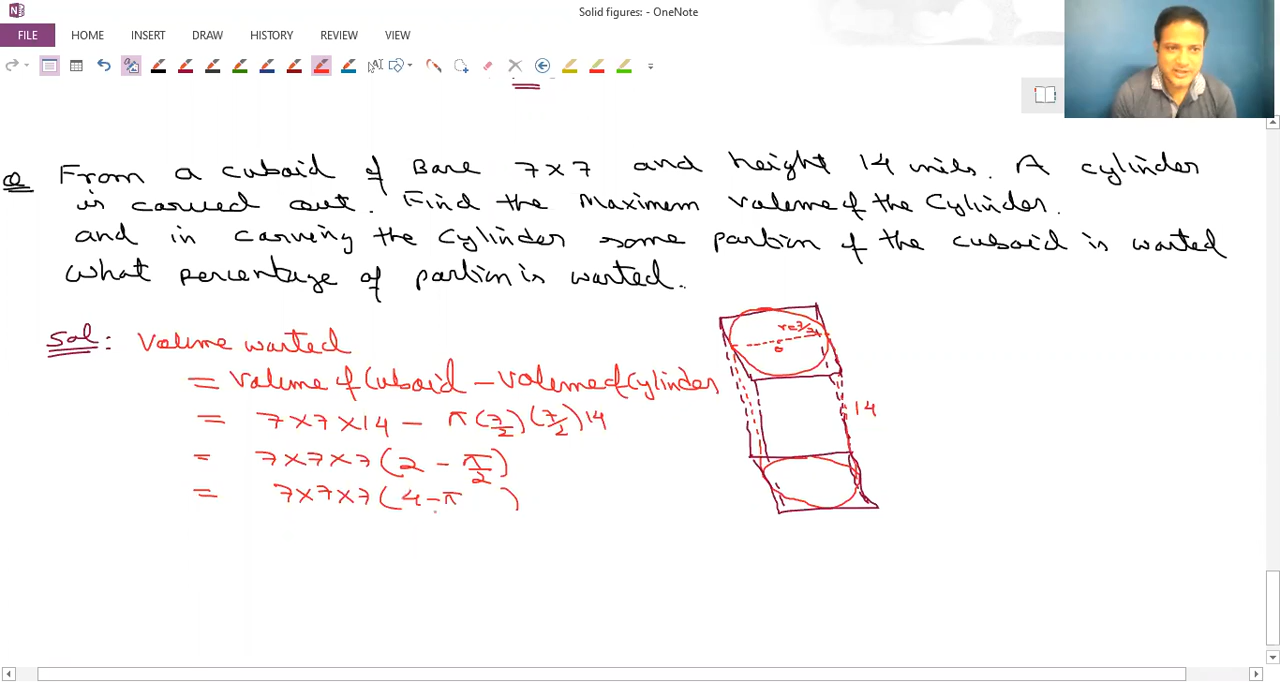 Solid figures: - OneNote
FILE HOME INSERT DRAW HISTORY REVIEW VIEW
Q From a cuboid of Base 7×7 and height 14 units. A cylinder
is carved out. Find the Maximum Volume of the Cylinder.
and in carving the Cylinder some portion of the cuboid is wasted
what percentage of portion is wasted.
Sol: Volume wasted
= Volume of Cuboid - Volume of Cylinder
= 7×7×14 - π(7/2)(7/2)14
= 7×7×7(2 - π/2)
= 7×7×7(4-π )
r=7/2
o
14